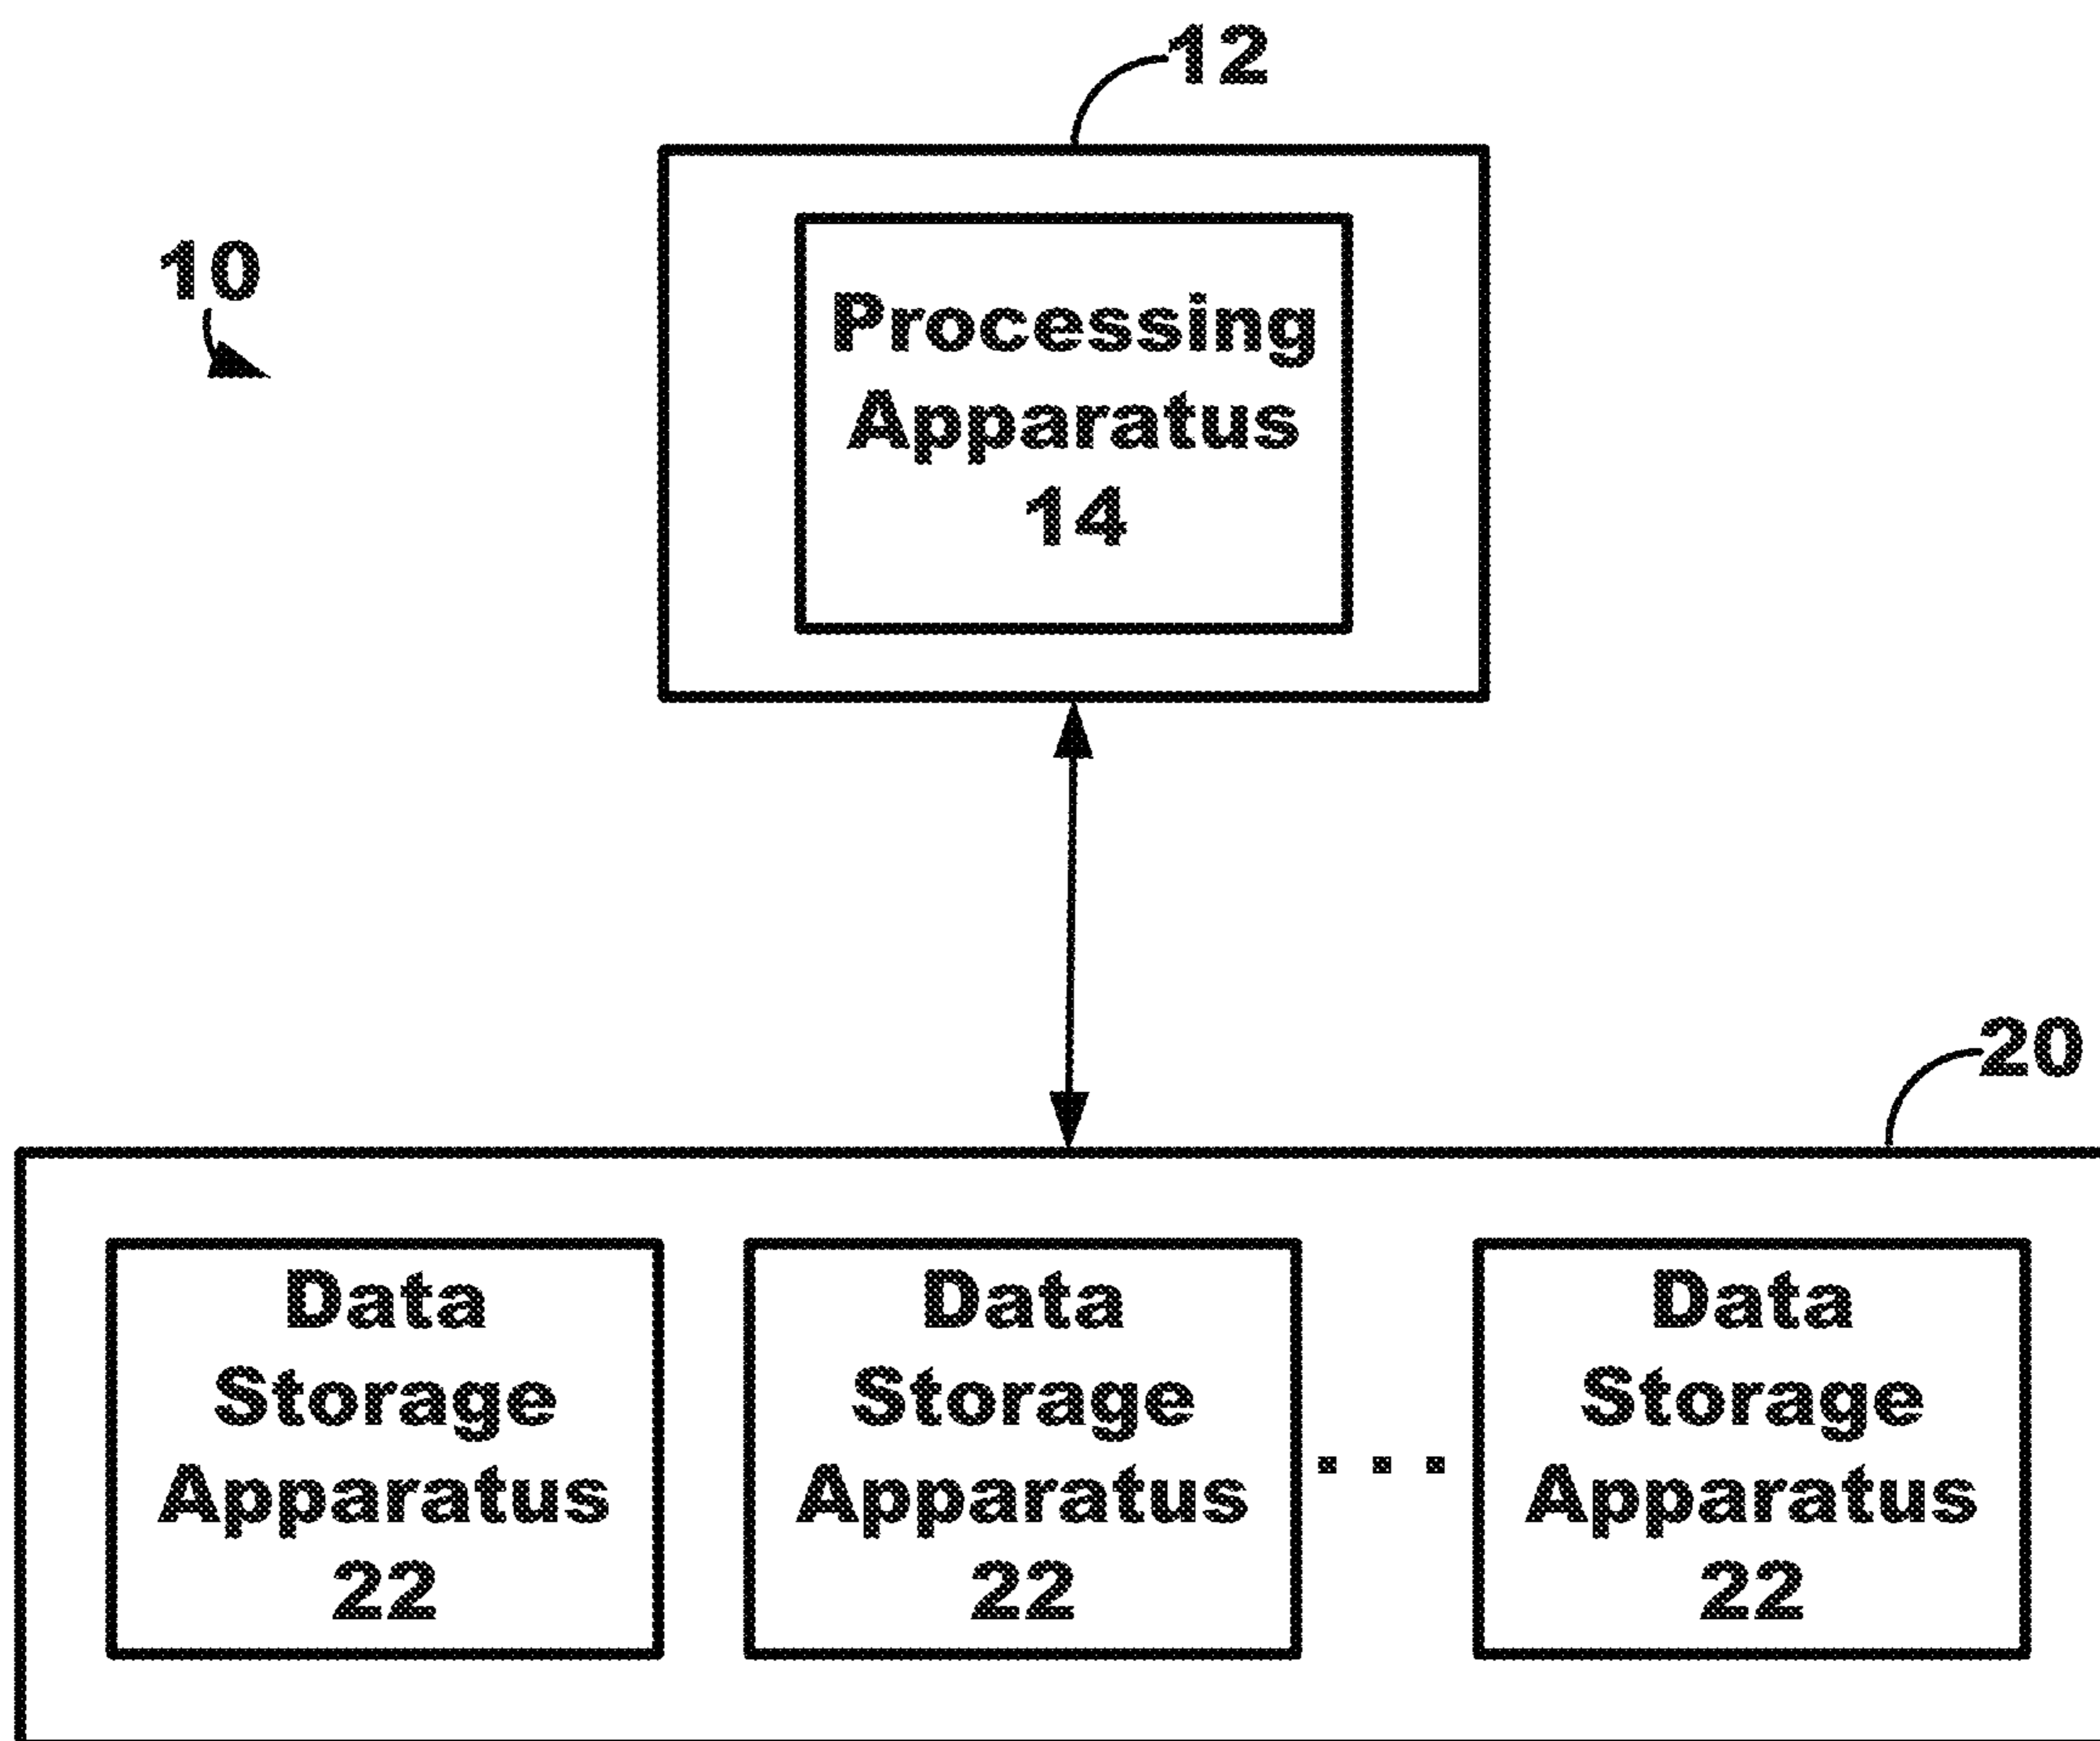 12
10
Processing
Apparatus
14
20
Data
Storage
Apparatus
22
Data
Storage
Apparatus
22
Data
Storage
Apparatus
22